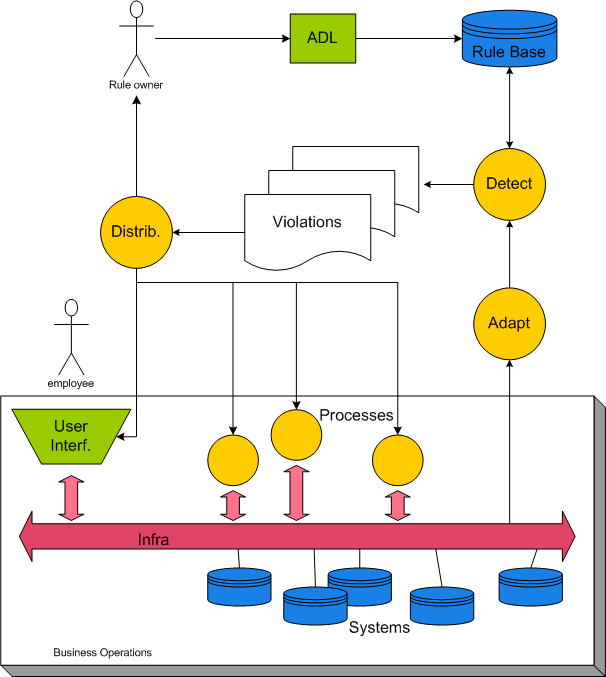 ADL
Rule Base
Rule owner
Detect
Violations
Distrib.
Adapt
employee
Processes
User
Interf.
Infra
Systems
Business Operations